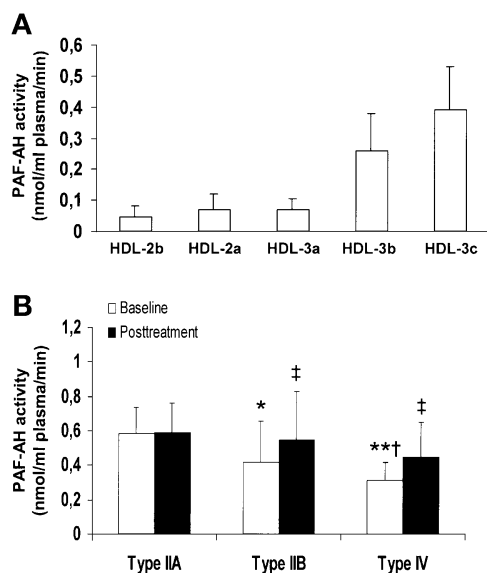 A
PAF-AH activity
(nmol/ml plasma/min)
0,6
0,5
0,4
0,3
0,2
0,1
0
HDL-2b HDL-2a HDL-3a HDL-3b HDL-3c
B
Baseline
Posttreatment
PAF-AH activity
(nmol/ml plasma/min)
1,2
1
0,8
0,6
0,4
0,2
0
* ‡ **† ‡
Type IIA Type IIB Type IV